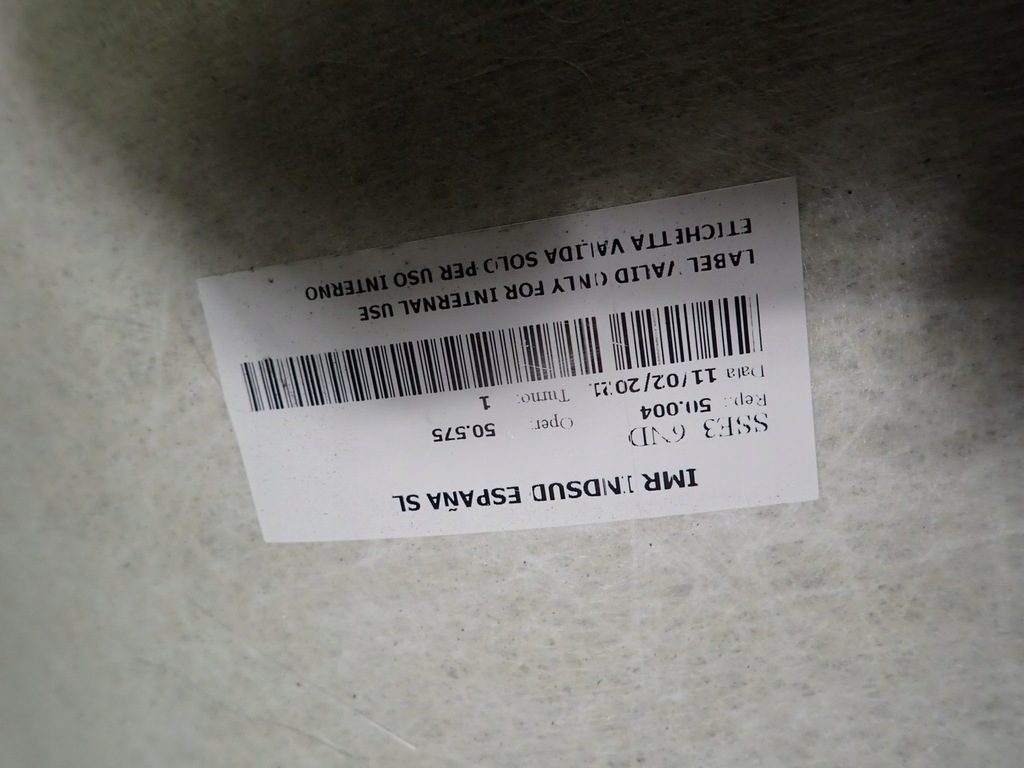 IMR INDSUD ESPAÑA SL
SSE3 6ND
Rep.: 50.004 Oper: 50.575
Data 11/02/2021 Turno: 1
LABEL VALID ONLY FOR INTERNAL USE
ETICHETTA VALIDA SOLO PER USO INTERNO